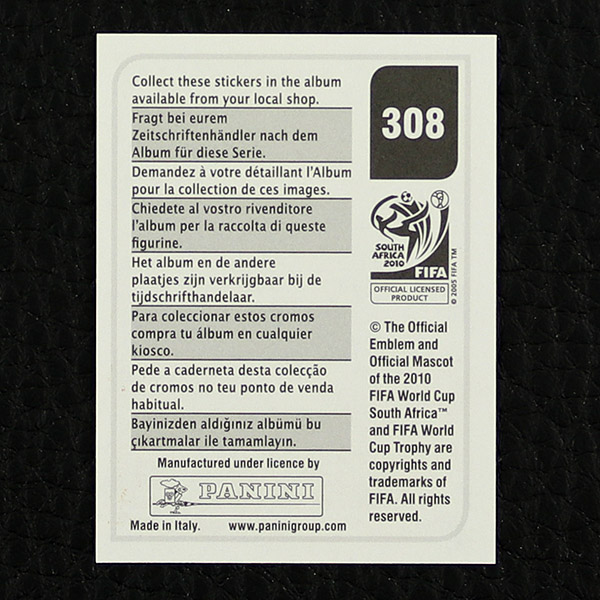 Collect these stickers in the album
available from your local shop.
Fragt bei eurem
Zeitschriftenhändler nach dem
Album für diese Serie.
Demandez à votre détaillant l'Album
pour la collection de ces images.
Chiedete al vostro rivenditore
l'album per la raccolta di queste
figurine.
Het album en de andere
plaatjes zijn verkrijgbaar bij de
tijdschrifthandelaar.
Para coleccionar estos cromos
compra tu álbum en cualquier
kiosco.
Pede a caderneta desta colecção
de cromos no teu ponto de venda
habitual.
Bayinizden aldığınız albümü bu
çıkartmalar ile tamamlayın.
Manufactured under licence by
PANINI
Made in Italy. www.paninigroup.com
308
SOUTH
AFRICA
2010
FIFA
OFFICIAL LICENSED
PRODUCT
© 2005 FIFA TM
© The Official
Emblem and
Official Mascot
of the 2010
FIFA World Cup
South Africa™
and FIFA World
Cup Trophy are
copyrights and
trademarks of
FIFA. All rights
reserved.